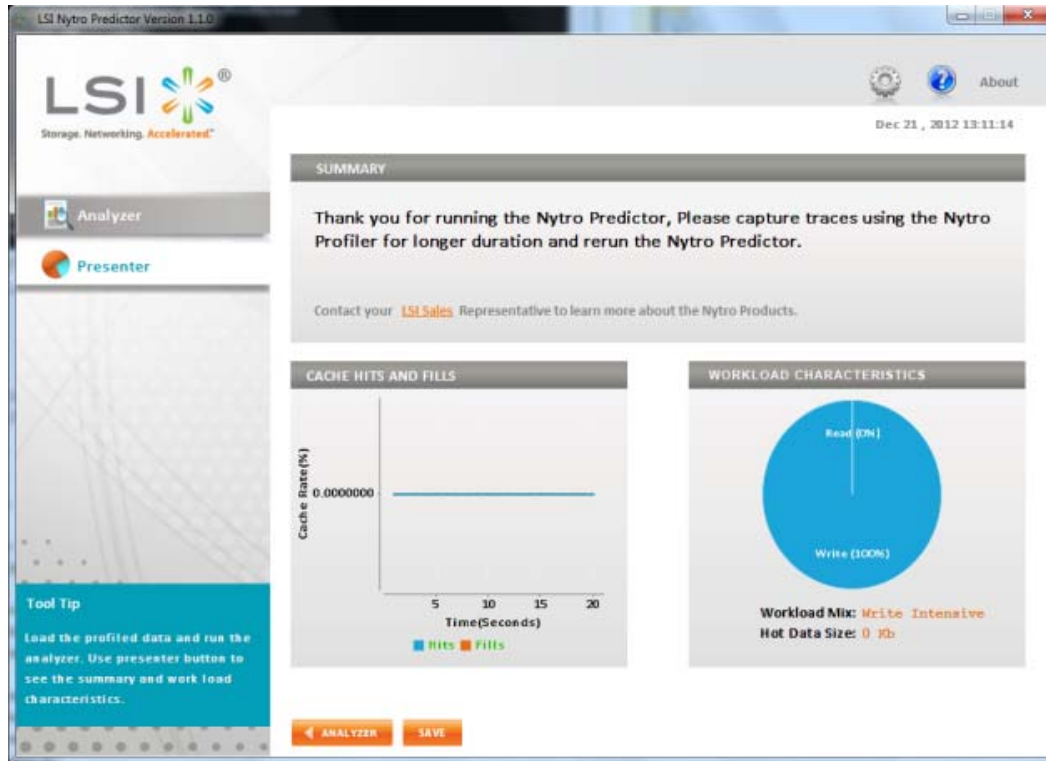 LSI Nytro Predictor Version 1.1.0
LSI®
Storage. Networking. Accelerated.™
About
Dec 21 , 2012 13:11:14
Analyzer
Presenter
SUMMARY
Thank you for running the Nytro Predictor, Please capture traces using the Nytro
Profiler for longer duration and rerun the Nytro Predictor.
Contact your LSI Sales Representative to learn more about the Nytro Products.
CACHE HITS AND FILLS
Cache Rate(%)
0.0000000
5 10 15 20
Time(Seconds)
Hits Fills
WORKLOAD CHARACTERISTICS
Read (0%)
Write (100%)
Workload Mix: Write Intensive
Hot Data Size: 0
Tool Tip
Load the profiled data and run the
analyzer. Use presenter button to
see the summary and work load
characteristics.
ANALYZER
SAVE